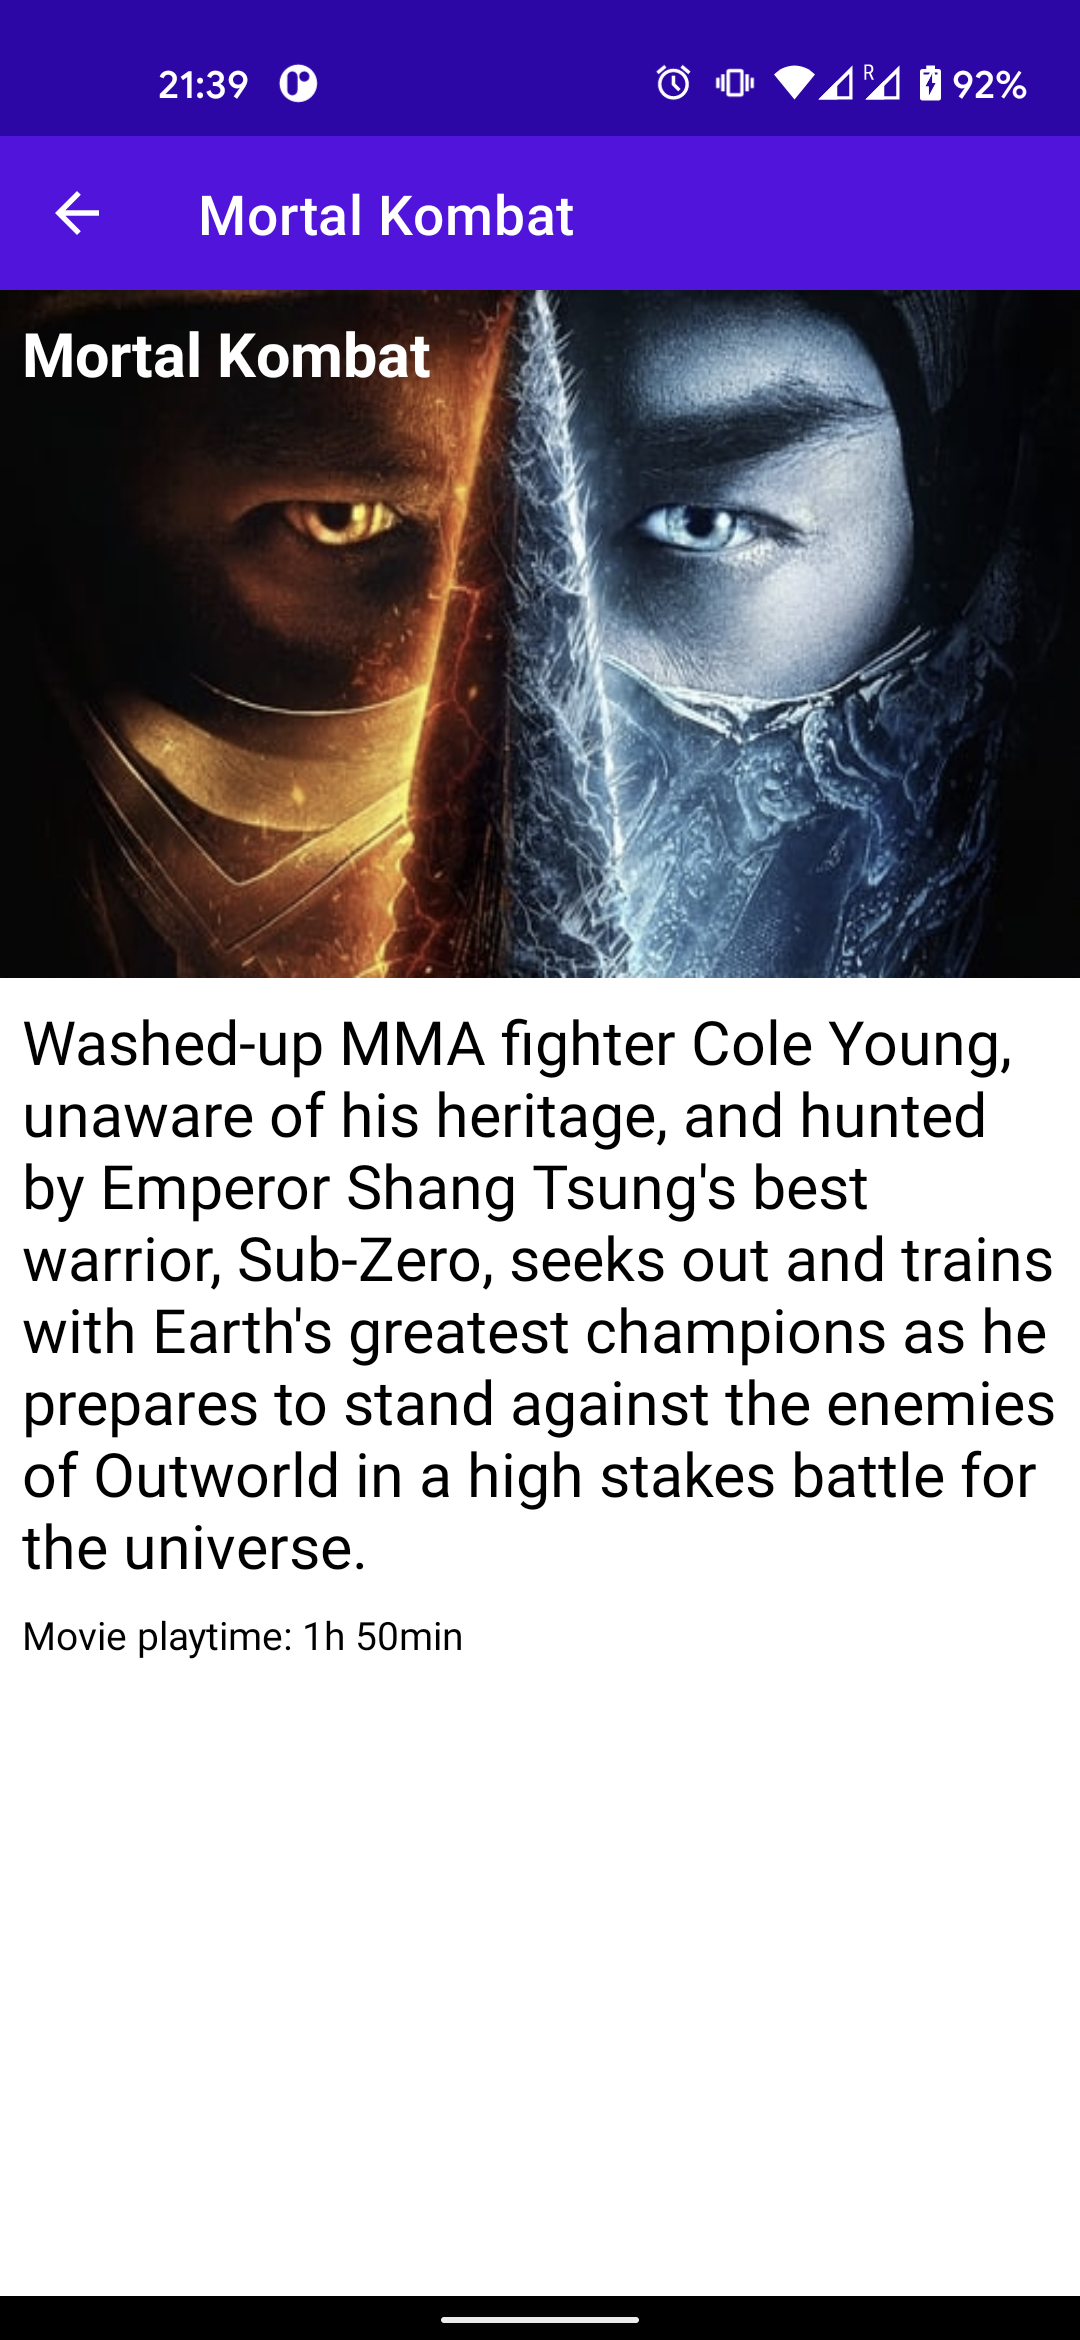 21:39
R
92%
Mortal Kombat
Mortal Kombat
Washed-up MMA fighter Cole Young,
unaware of his heritage, and hunted
by Emperor Shang Tsung's best
warrior, Sub-Zero, seeks out and trains
with Earth's greatest champions as he
prepares to stand against the enemies
of Outworld in a high stakes battle for
the universe.
Movie playtime: 1h 50min